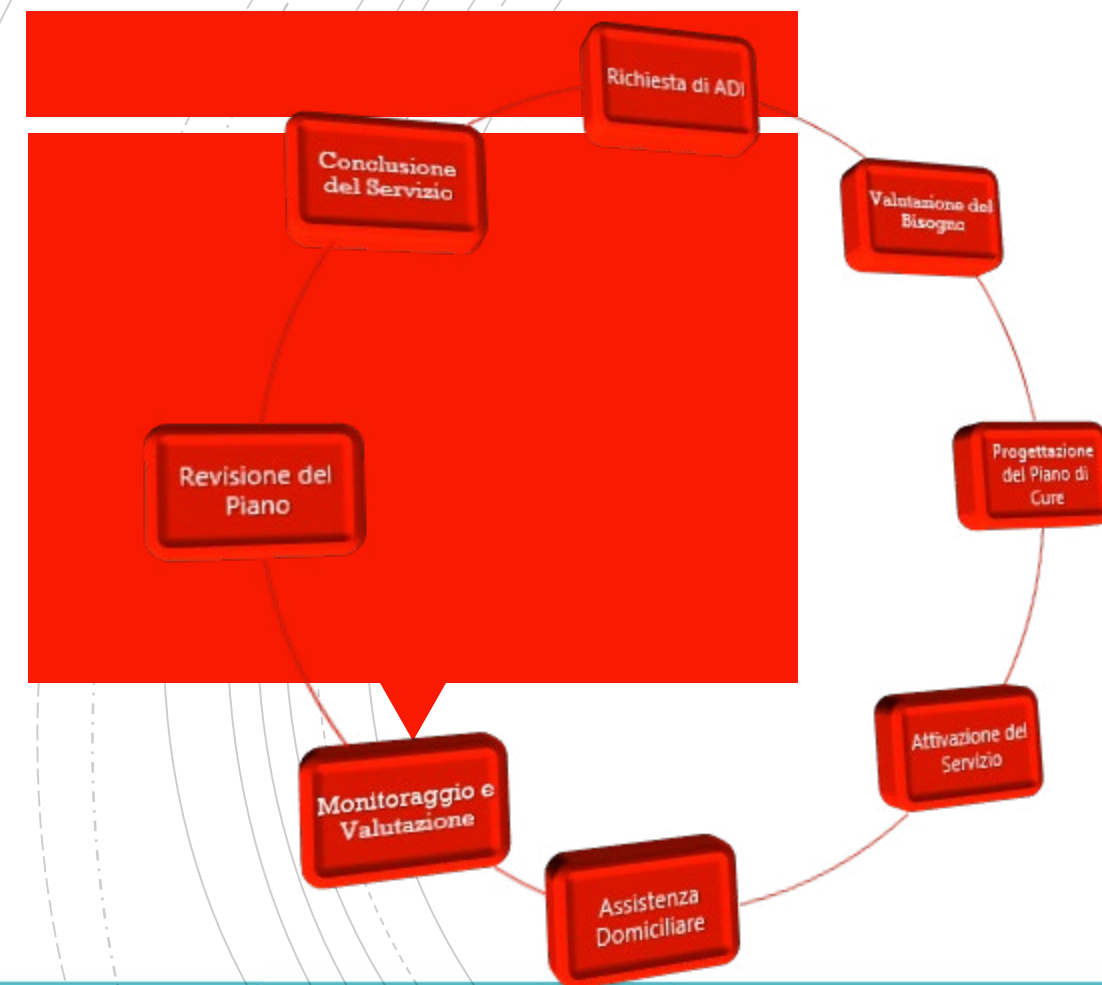 Richiesta di ADI
Valutazione del
Bisogno
Progettazione
del Piano di
Cure
Attivazione del
Servizio
Assistenza
Domiciliare
Monitoraggio e
Valutazione
Revisione del
Piano
Conclusione
del Servizio